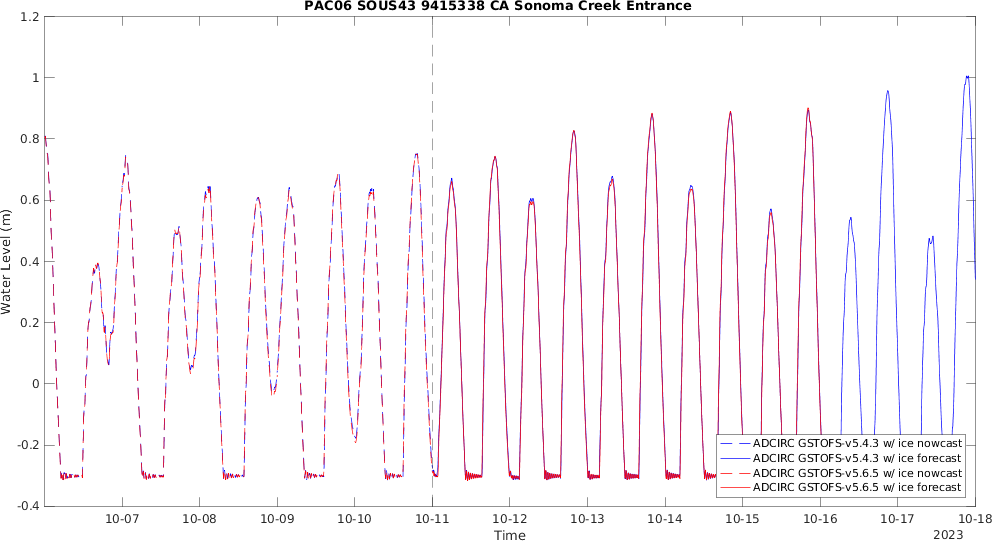 PAC06 SOUS43 9415338 CA Sonoma Creek Entrance
1.2
1
0.8
0.6
0.4
0.2
0
-0.2
-0.4
Water Level (m)
ADCIRC GSTOFS-v5.4.3 w/ ice nowcast
ADCIRC GSTOFS-v5.4.3 w/ ice forecast
ADCIRC GSTOFS-v5.6.5 w/ ice nowcast
ADCIRC GSTOFS-v5.6.5 w/ ice forecast
10-07 10-08 10-09 10-10 10-11 10-12 10-13 10-14 10-15 10-16 10-17 10-18
Time
2023